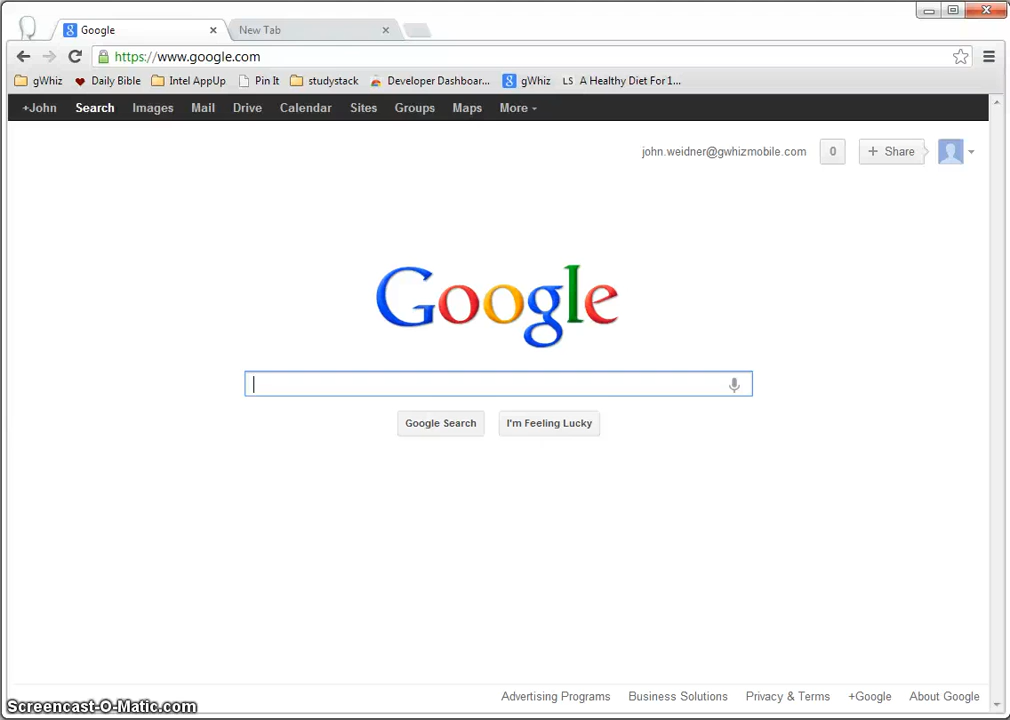 Google New Tab
https://www.google.com
gWhiz Daily Bible Intel AppUp Pin It studystack Developer Dashboar... gWhiz LS A Healthy Diet For 1...
+John Search Images Mail Drive Calendar Sites Groups Maps More
john.weidner@gwhizmobile.com 0 + Share
Google
Google Search I'm Feeling Lucky
Advertising Programs Business Solutions Privacy & Terms +Google About Google
Screencast-O-Matic.com